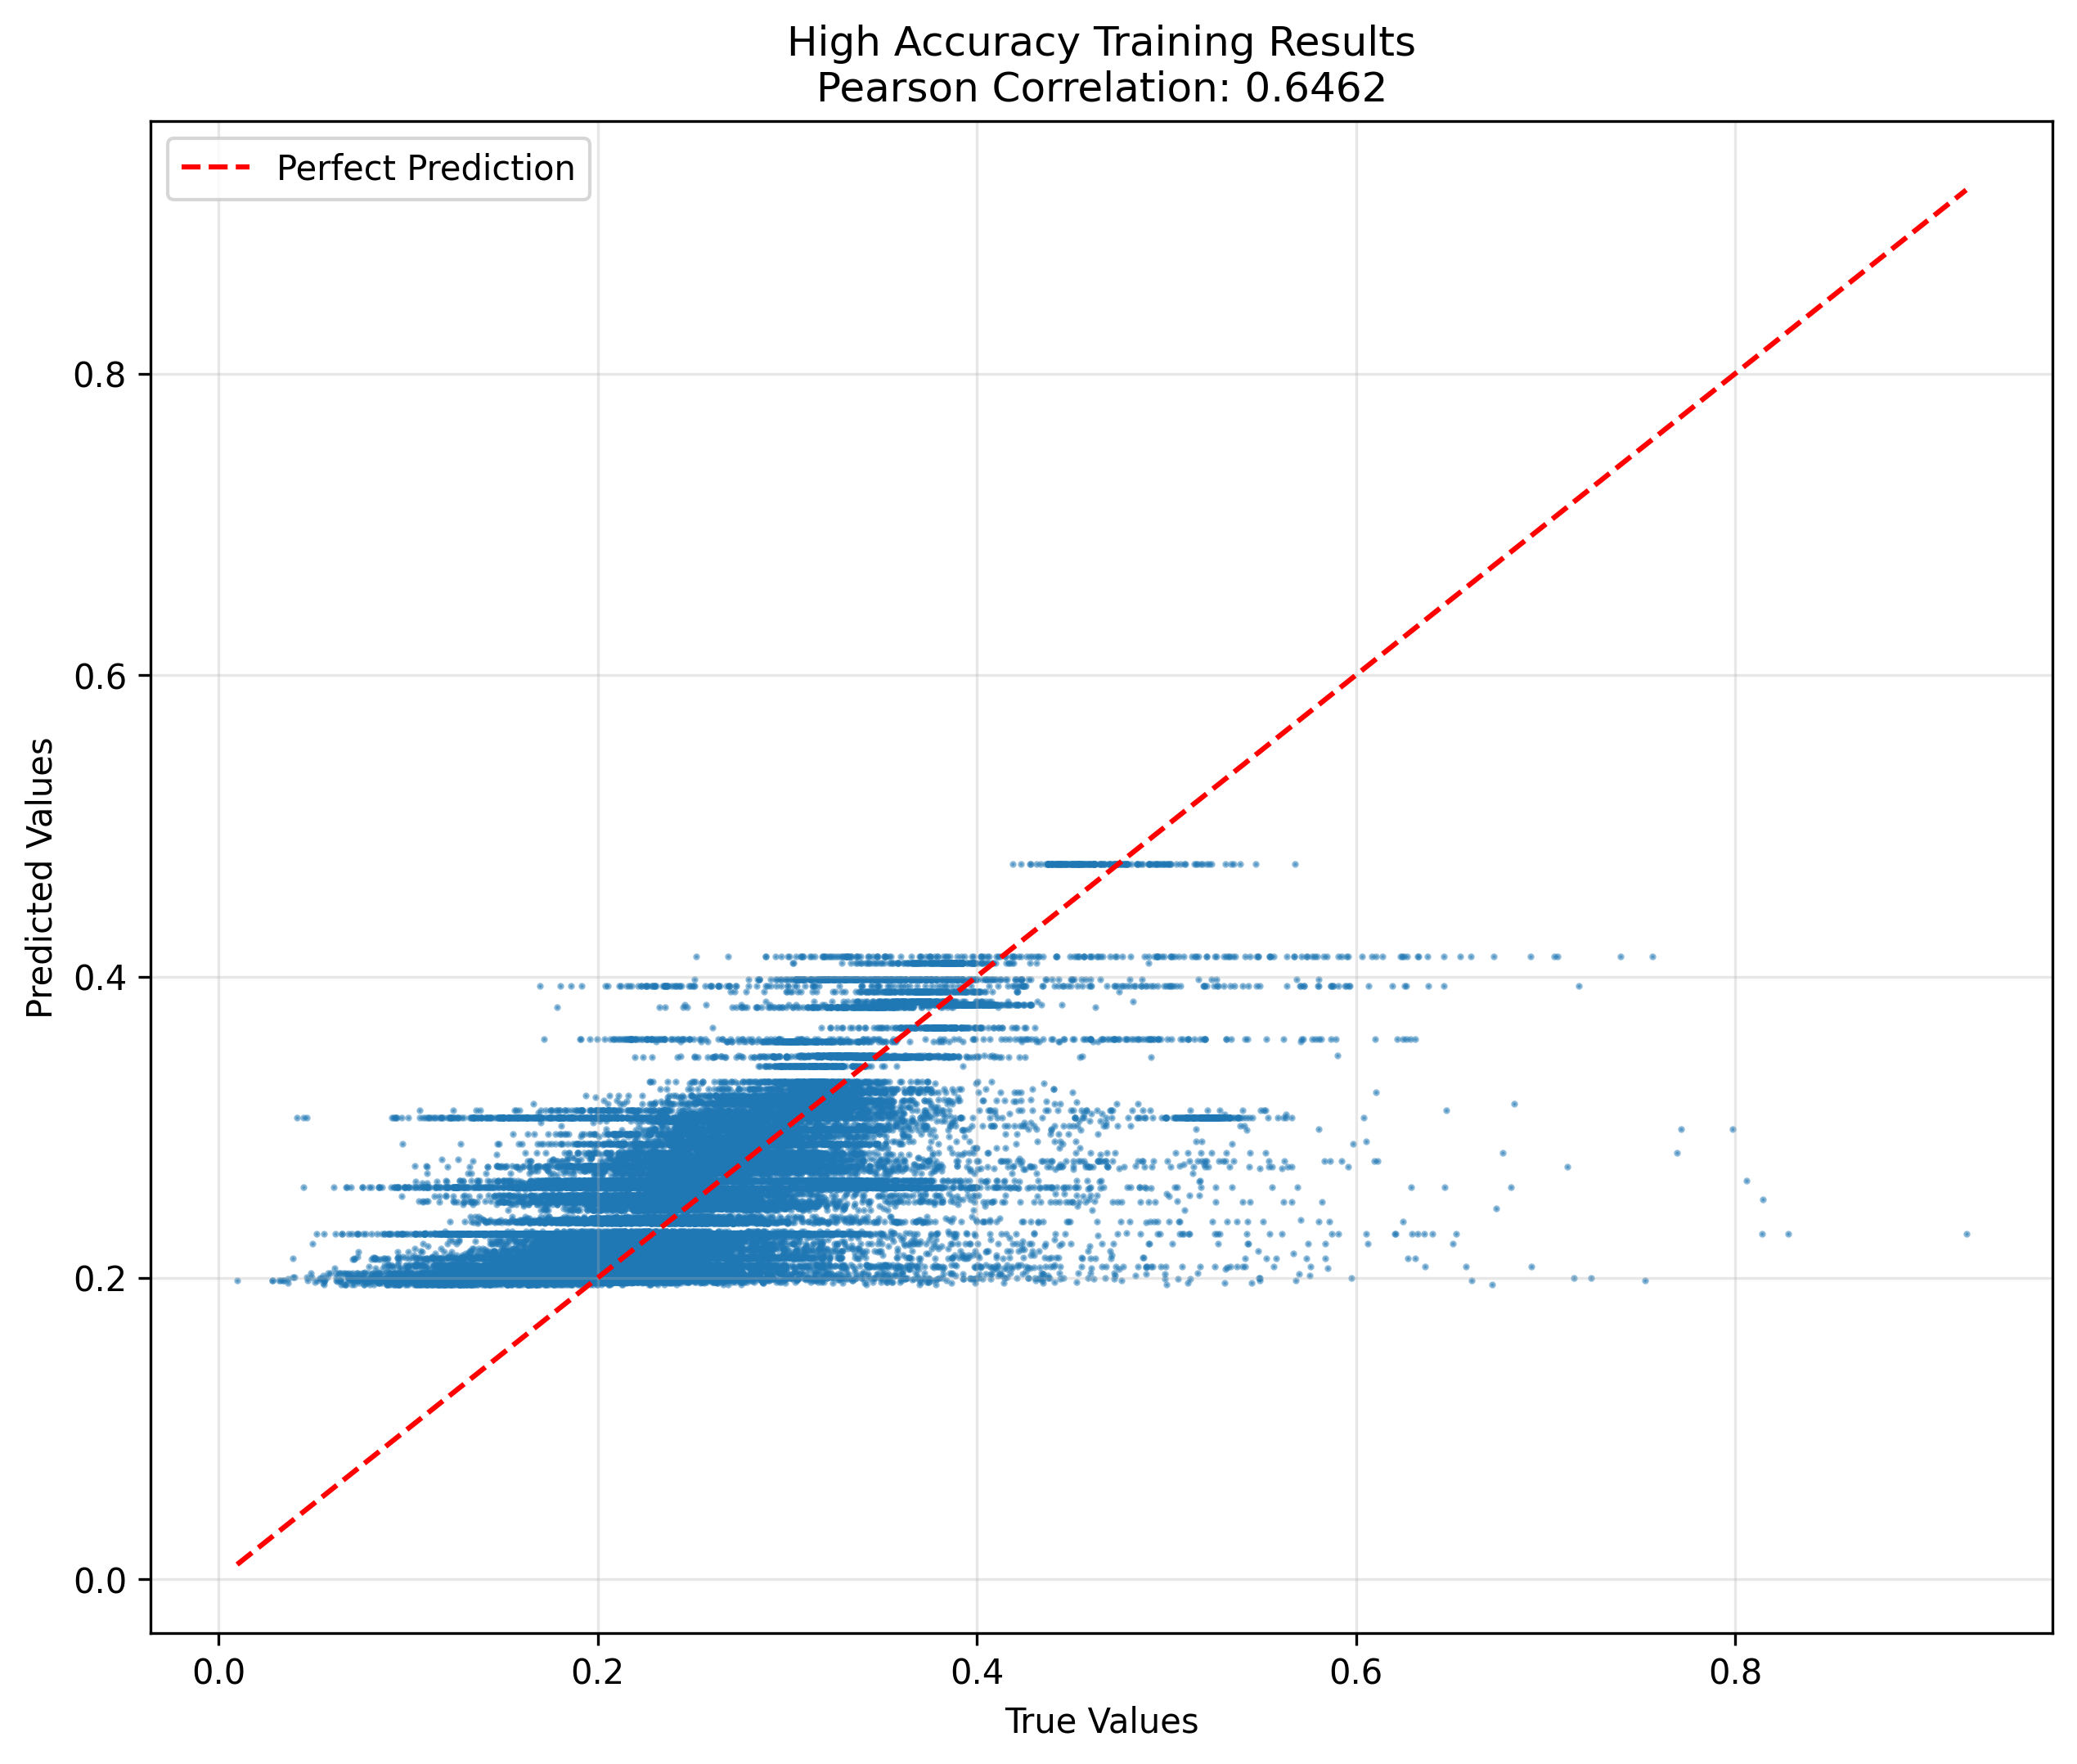 High Accuracy Training Results
Pearson Correlation: 0.6462
Perfect Prediction
Predicted Values
0.8
0.6
0.4
0.2
0.0
0.0 0.2 0.4 0.6 0.8
True Values